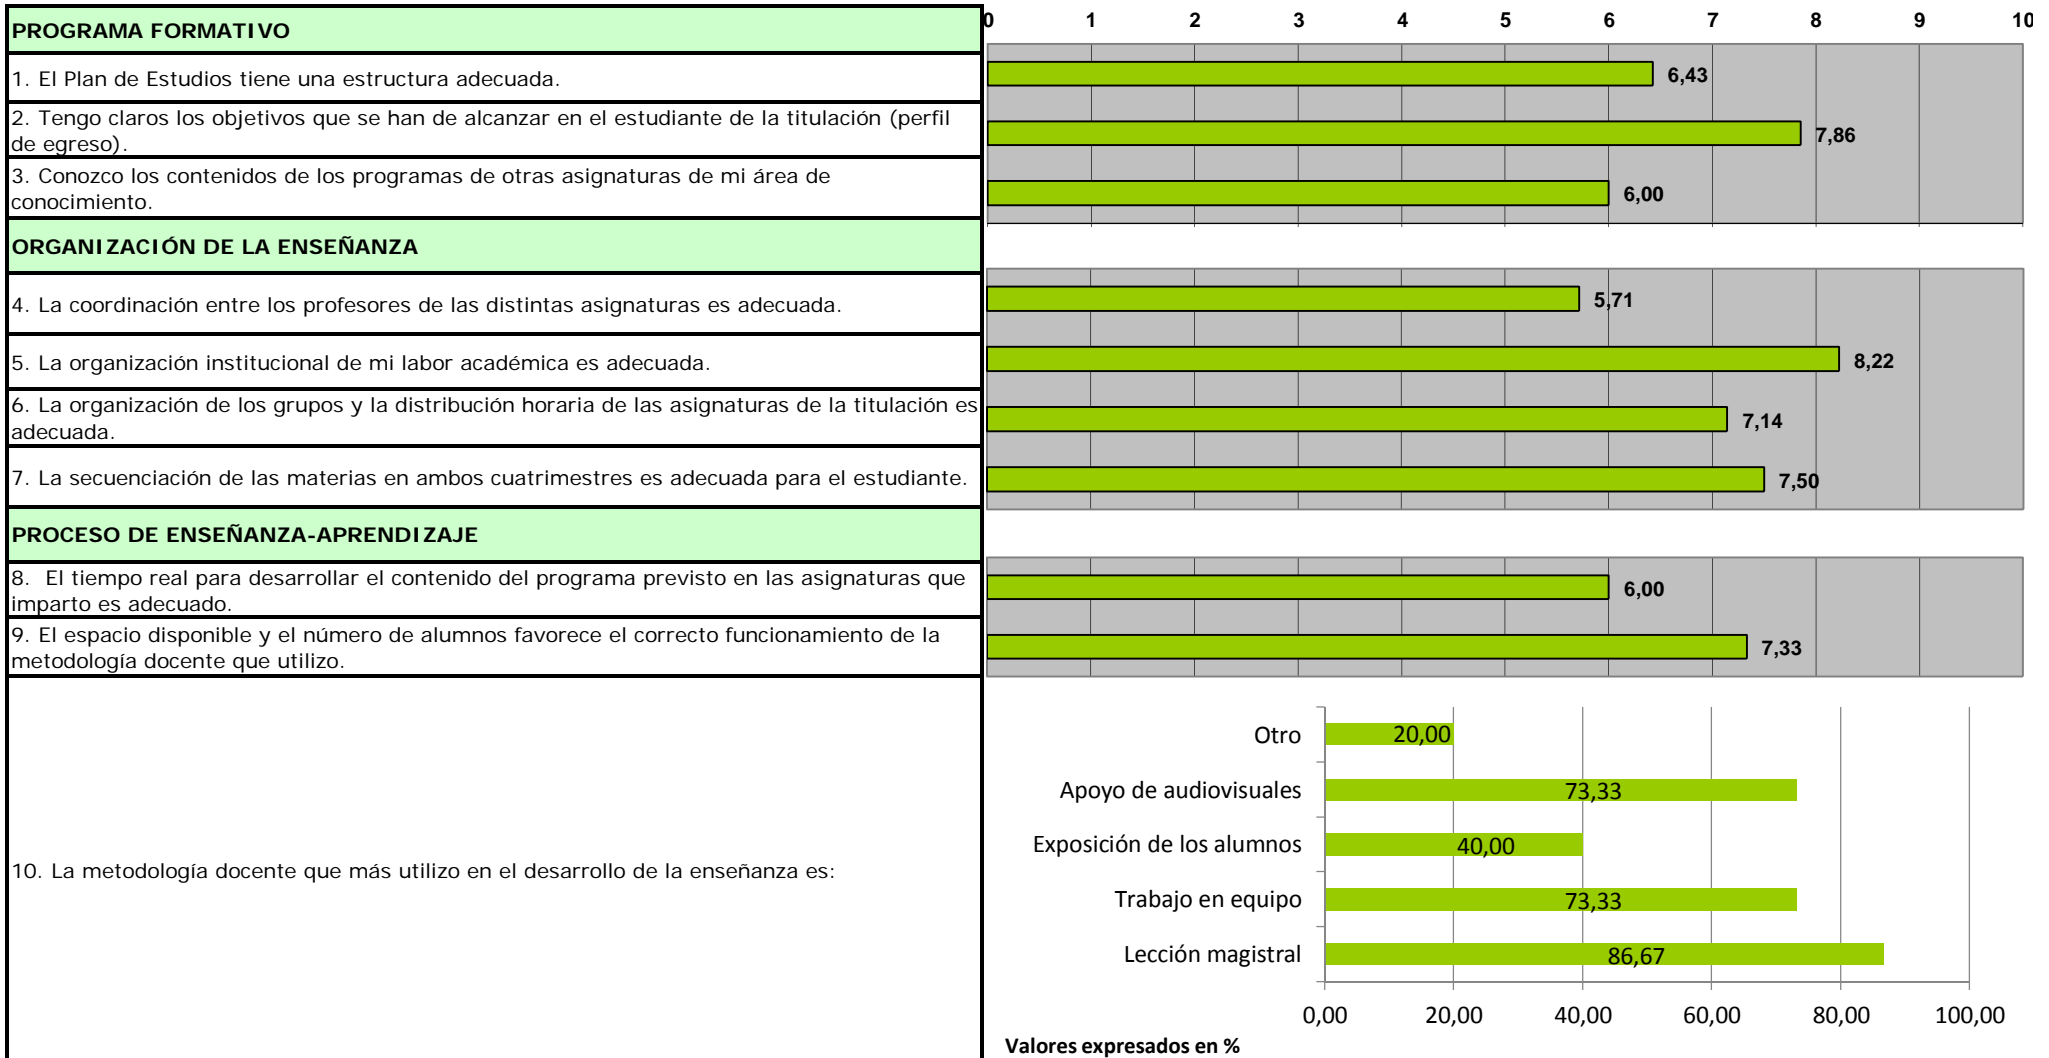 PROGRAMA FORMATIVO
0 1 2 3 4 5 6 7 8 9 10
1. El Plan de Estudios tiene una estructura adecuada.
6,43
2. Tengo claros los objetivos que se han de alcanzar en el estudiante de la titulación (perfil
de egreso).
7,86
3. Conozco los contenidos de los programas de otras asignaturas de mi área de
conocimiento.
6,00
ORGANIZACIÓN DE LA ENSEÑANZA
4. La coordinación entre los profesores de las distintas asignaturas es adecuada.
5,71
5. La organización institucional de mi labor académica es adecuada.
8,22
6. La organización de los grupos y la distribución horaria de las asignaturas de la titulación es
adecuada.
7,14
7. La secuenciación de las materias en ambos cuatrimestres es adecuada para el estudiante.
7,50
PROCESO DE ENSEÑANZA-APRENDIZAJE
8.  El tiempo real para desarrollar el contenido del programa previsto en las asignaturas que
imparto es adecuado.
6,00
9. El espacio disponible y el número de alumnos favorece el correcto funcionamiento de la
metodología docente que utilizo.
7,33
10. La metodología docente que más utilizo en el desarrollo de la enseñanza es:
Otro 20,00
Apoyo de audiovisuales 73,33
Exposición de los alumnos 40,00
Trabajo en equipo 73,33
Lección magistral 86,67
0,00 20,00 40,00 60,00 80,00 100,00
Valores expresados en %